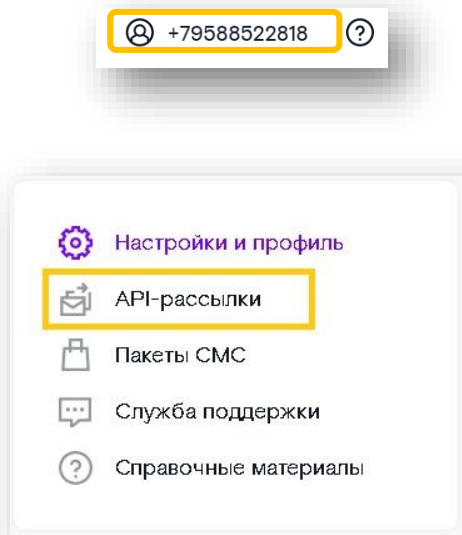 +79588522818
Настройки и профиль
API-рассылки
Пакеты СМС
Служба поддержки
Справочные материалы